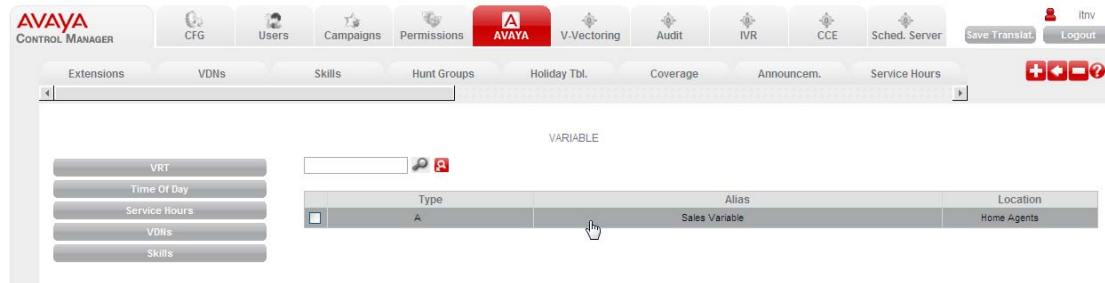 AVAYA
CONTROL MANAGER
CFG Users Campaigns Permissions A AVAYA V-Vectoring Audit IVR CCE Sched. Server
itnv
Save Translat. Logout
Extensions VDNs Skills Hunt Groups Holiday Tbl. Coverage Announcem. Service Hours
VARIABLE
VRT
Time Of Day
Service Hours
VDNs
Skills
Type Alias Location
A Sales Variable Home Agents